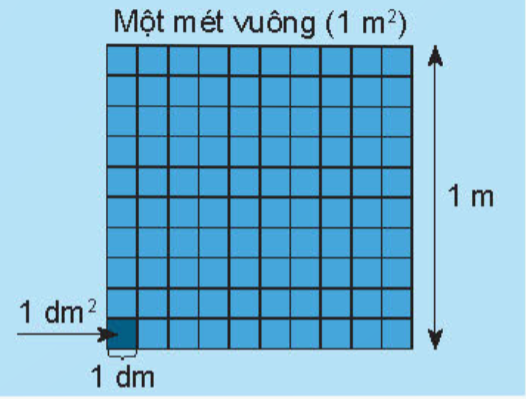 Một mét vuông (1 m²)
1 m
1 dm²
1 dm